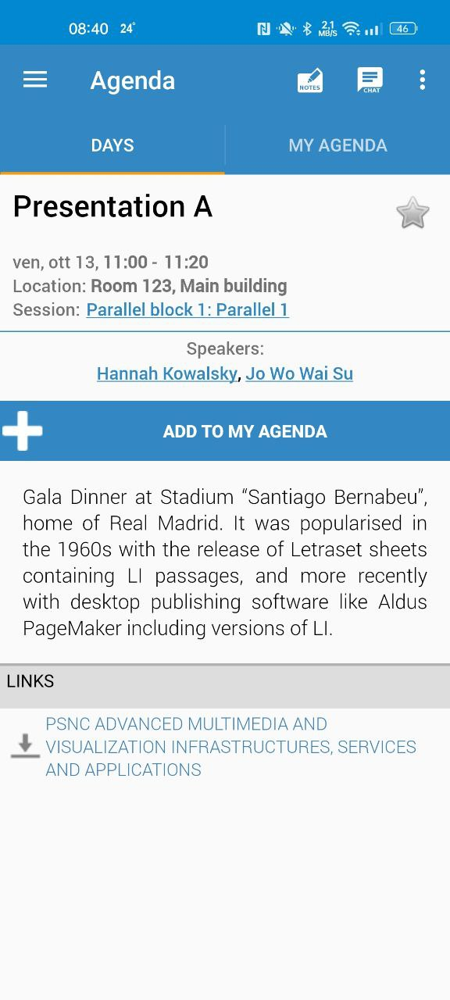 08:40 24° 2,1 MB/S 46
Agenda NOTES CHAT
DAYS MY AGENDA
Presentation A
ven, ott 13, 11:00 - 11:20
Location: Room 123, Main building
Session: Parallel block 1: Parallel 1
Speakers:
Hannah Kowalsky, Jo Wo Wai Su
ADD TO MY AGENDA
Gala Dinner at Stadium “Santiago Bernabeu”,
home of Real Madrid. It was popularised in
the 1960s with the release of Letraset sheets
containing LI passages, and more recently
with desktop publishing software like Aldus
PageMaker including versions of LI.
LINKS
PSNC ADVANCED MULTIMEDIA AND
VISUALIZATION INFRASTRUCTURES, SERVICES
AND APPLICATIONS